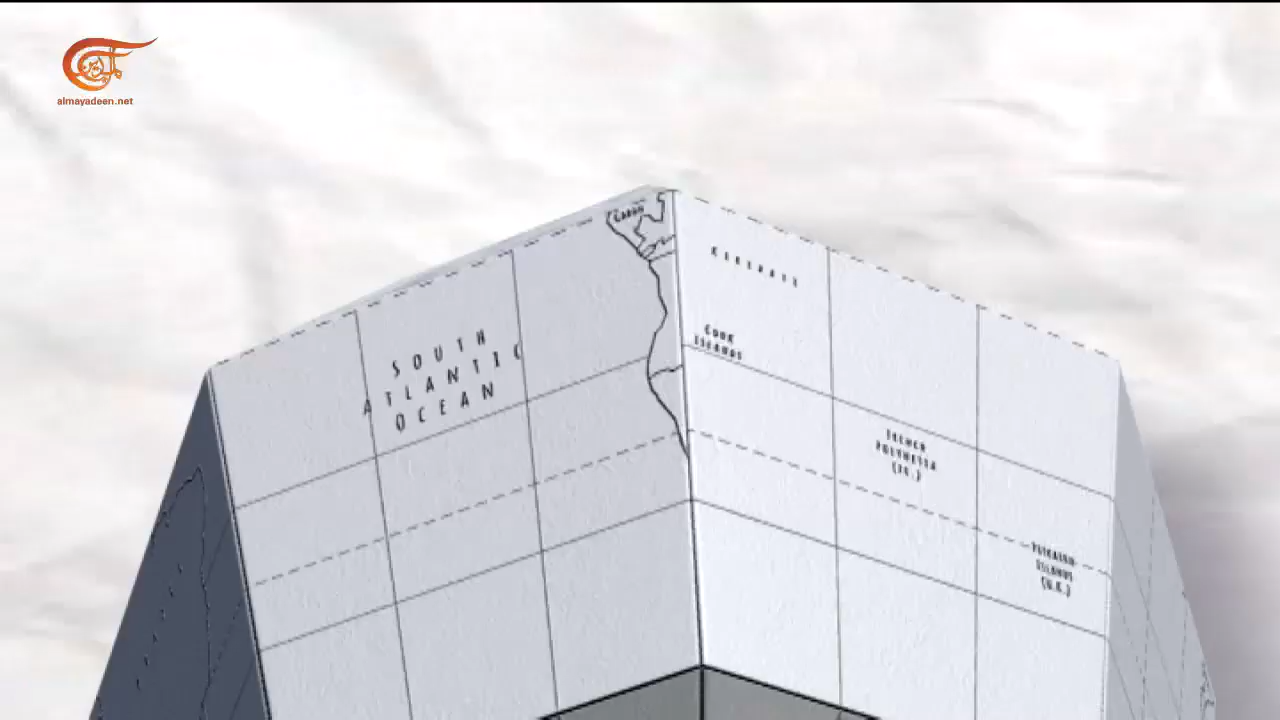 almayadeen.net
GABON
KIRIBATI
SOUTH
ATLANTIC
OCEAN
COOK
ISLANDS
FRENCH
POLYNESIA
(FR.)
PITCAIRN
ISLANDS
(U.K.)